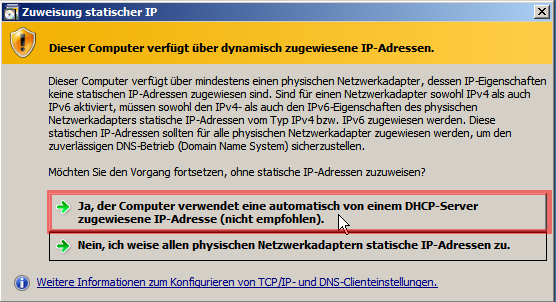 Zuweisung statischer IP
Dieser Computer verfügt über dynamisch zugewiesene IP-Adressen.
Dieser Computer verfügt über mindestens einen physischen Netzwerkadapter, dessen IP-Eigenschaften
keine statischen IP-Adressen zugewiesen sind. Sind für einen Netzwerkadapter sowohl IPv4 als auch
IPv6 aktiviert, müssen sowohl den IPv4- als auch den IPv6-Eigenschaften des physischen
Netzwerkadapters statische IP-Adressen vom Typ IPv4 bzw. IPv6 zugewiesen werden. Diese
statischen IP-Adressen sollten für alle physischen Netzwerkadapter zugewiesen werden, um den
zuverlässigen DNS-Betrieb (Domain Name System) sicherzustellen.
Möchten Sie den Vorgang fortsetzen, ohne statische IP-Adressen zuzuweisen?
Ja, der Computer verwendet eine automatisch von einem DHCP-Server
zugewiesene IP-Adresse (nicht empfohlen).
Nein, ich weise allen physischen Netzwerkadaptern statische IP-Adressen zu.
Weitere Informationen zum Konfigurieren von TCP/IP- und DNS-Clienteinstellungen.